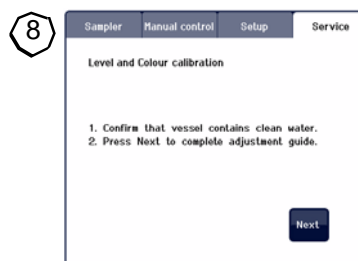 8
Sampler Manual control Setup Service
Level and Colour calibration
1. Confirm that vessel contains clean water.
2. Press Next to complete adjustment guide.
Next